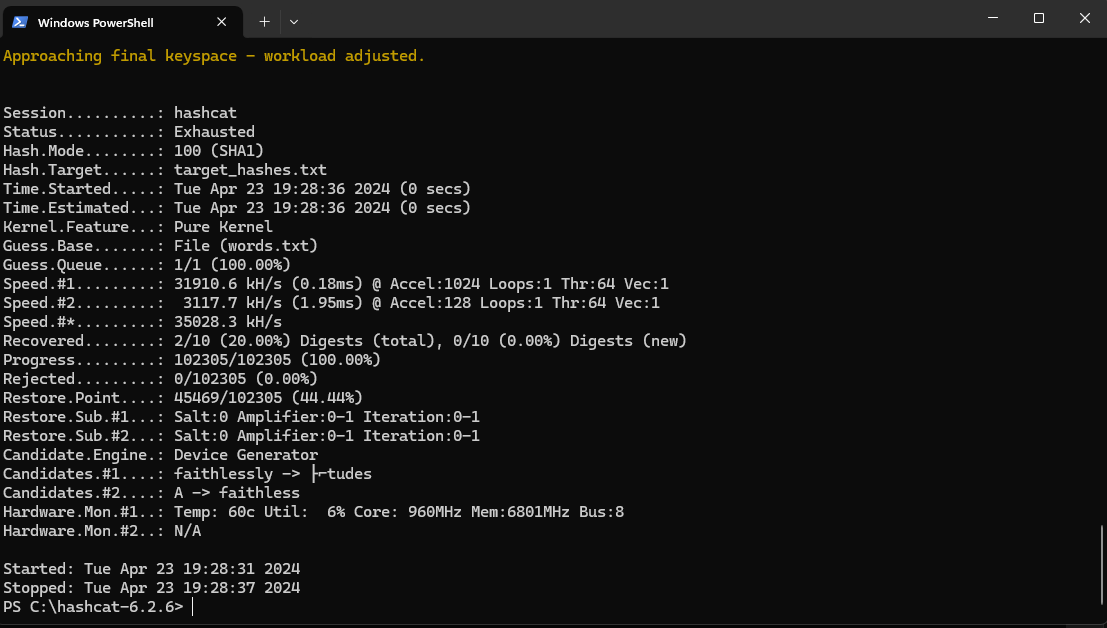 Windows PowerShell
Approaching final keyspace - workload adjusted.
Session..........: hashcat
Status...........: Exhausted
Hash.Mode........: 100 (SHA1)
Hash.Target......: target_hashes.txt
Time.Started.....: Tue Apr 23 19:28:36 2024 (0 secs)
Time.Estimated...: Tue Apr 23 19:28:36 2024 (0 secs)
Kernel.Feature...: Pure Kernel
Guess.Base.......: File (words.txt)
Guess.Queue......: 1/1 (100.00%)
Speed.#1.........: 31910.6 kH/s (0.18ms) @ Accel:1024 Loops:1 Thr:64 Vec:1
Speed.#2.........:  3117.7 kH/s (1.95ms) @ Accel:128 Loops:1 Thr:64 Vec:1
Speed.#*.........: 35028.3 kH/s
Recovered........: 2/10 (20.00%) Digests (total), 0/10 (0.00%) Digests (new)
Progress.........: 102305/102305 (100.00%)
Rejected.........: 0/102305 (0.00%)
Restore.Point....: 45469/102305 (44.44%)
Restore.Sub.#1...: Salt:0 Amplifier:0-1 Iteration:0-1
Restore.Sub.#2...: Salt:0 Amplifier:0-1 Iteration:0-1
Candidate.Engine.: Device Generator
Candidates.#1....: faithlessly -> ├⌐tudes
Candidates.#2....: A -> faithless
Hardware.Mon.#1..: Temp: 60c Util:  6% Core: 960MHz Mem:6801MHz Bus:8
Hardware.Mon.#2..: N/A
Started: Tue Apr 23 19:28:31 2024
Stopped: Tue Apr 23 19:28:37 2024
PS C:\hashcat-6.2.6>